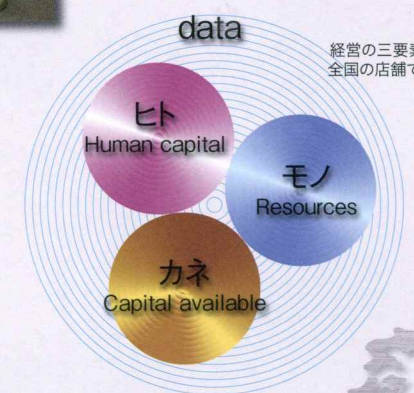 data
経営の三要素
全国の店舗で
ヒト
Human capital
モノ
Resources
カネ
Capital available